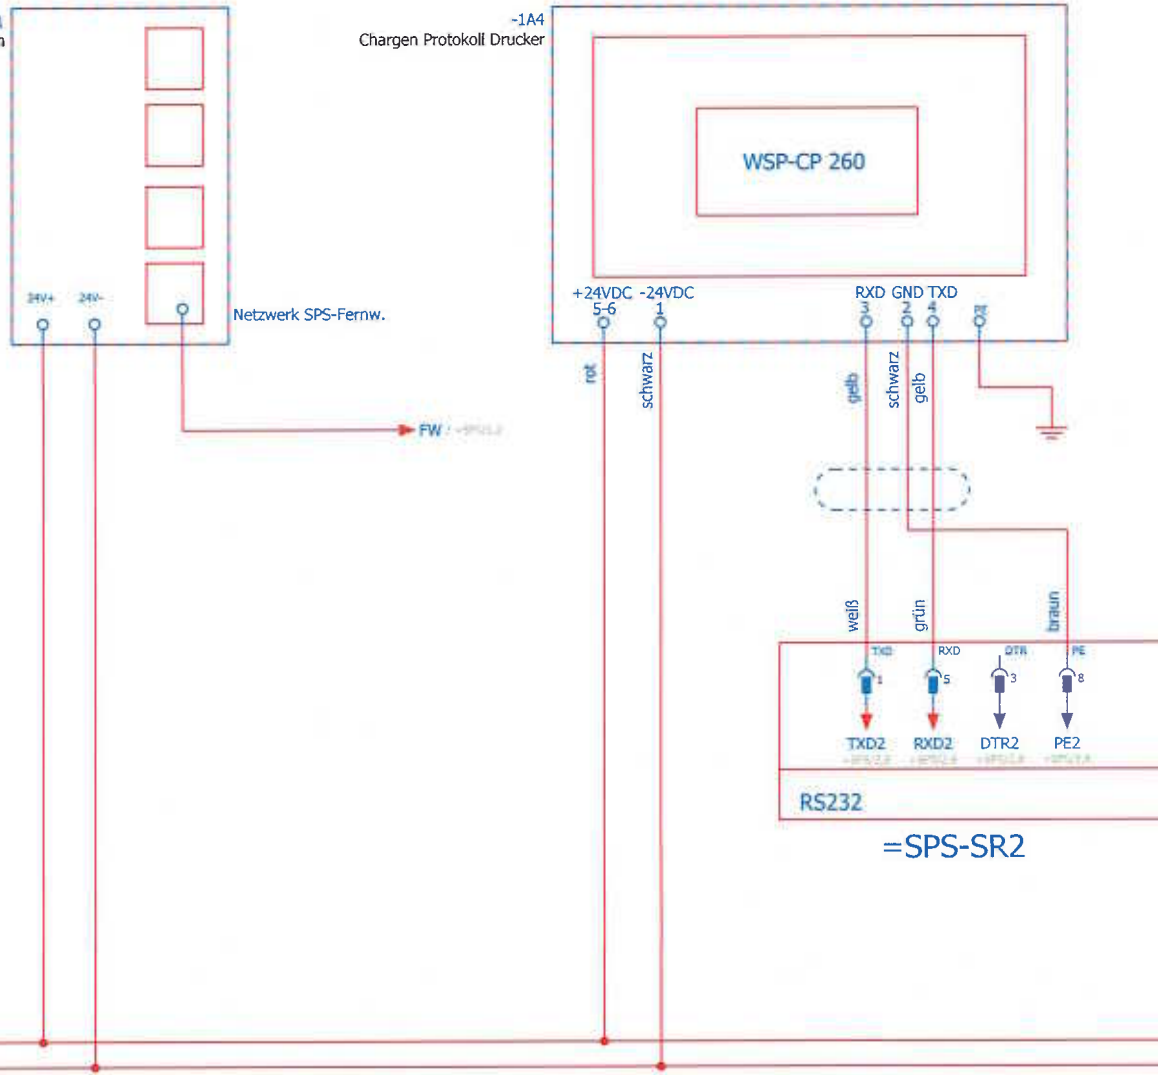 -1A4
Chargen Protokoll Drucker
WSP-CP 260
+24VDC -24VDC
5-6 1
RXD GND TXD
3 2 4
24V+ 24V-
Netzwerk SPS-Fernw.
rot
schwarz
gelb
schwarz
gelb
FW /
weiß
grün
braun
TXD RXD DTR PE
1 5 3 8
TXD2 RXD2 DTR2 PE2
RS232
=SPS-SR2